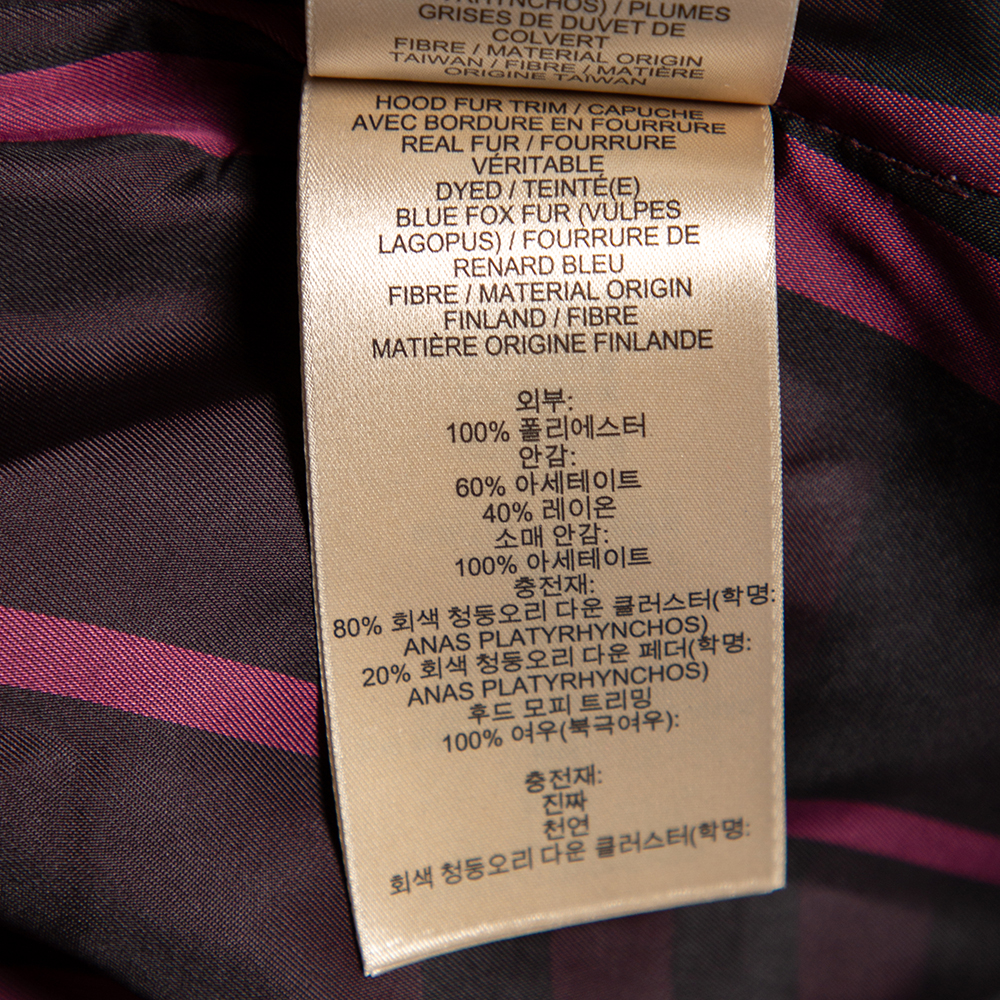 RHYNCHOS) / PLUMES
GRISES DE DUVET DE
COLVERT
FIBRE / MATERIAL ORIGIN
TAIWAN / FIBRE / MATIÈRE
ORIGINE TAIWAN
HOOD FUR TRIM / CAPUCHE
AVEC BORDURE EN FOURRURE
REAL FUR / FOURRURE
VÉRITABLE
DYED / TEINTÉ(E)
BLUE FOX FUR (VULPES
LAGOPUS) / FOURRURE DE
RENARD BLEU
FIBRE / MATERIAL ORIGIN
FINLAND / FIBRE
MATIÈRE ORIGINE FINLANDE
외부:
100% 폴리에스터
안감:
60% 아세테이트
40% 레이온
소매 안감:
100% 아세테이트
충전재:
80% 회색 청둥오리 다운 클러스터(학명:
ANAS PLATYRHYNCHOS)
20% 회색 청둥오리 다운 페더(학명:
ANAS PLATYRHYNCHOS)
후드 모피 트리밍
100% 여우(북극여우):
충전재:
진짜
천연
회색 청둥오리 다운 클러스터(학명: